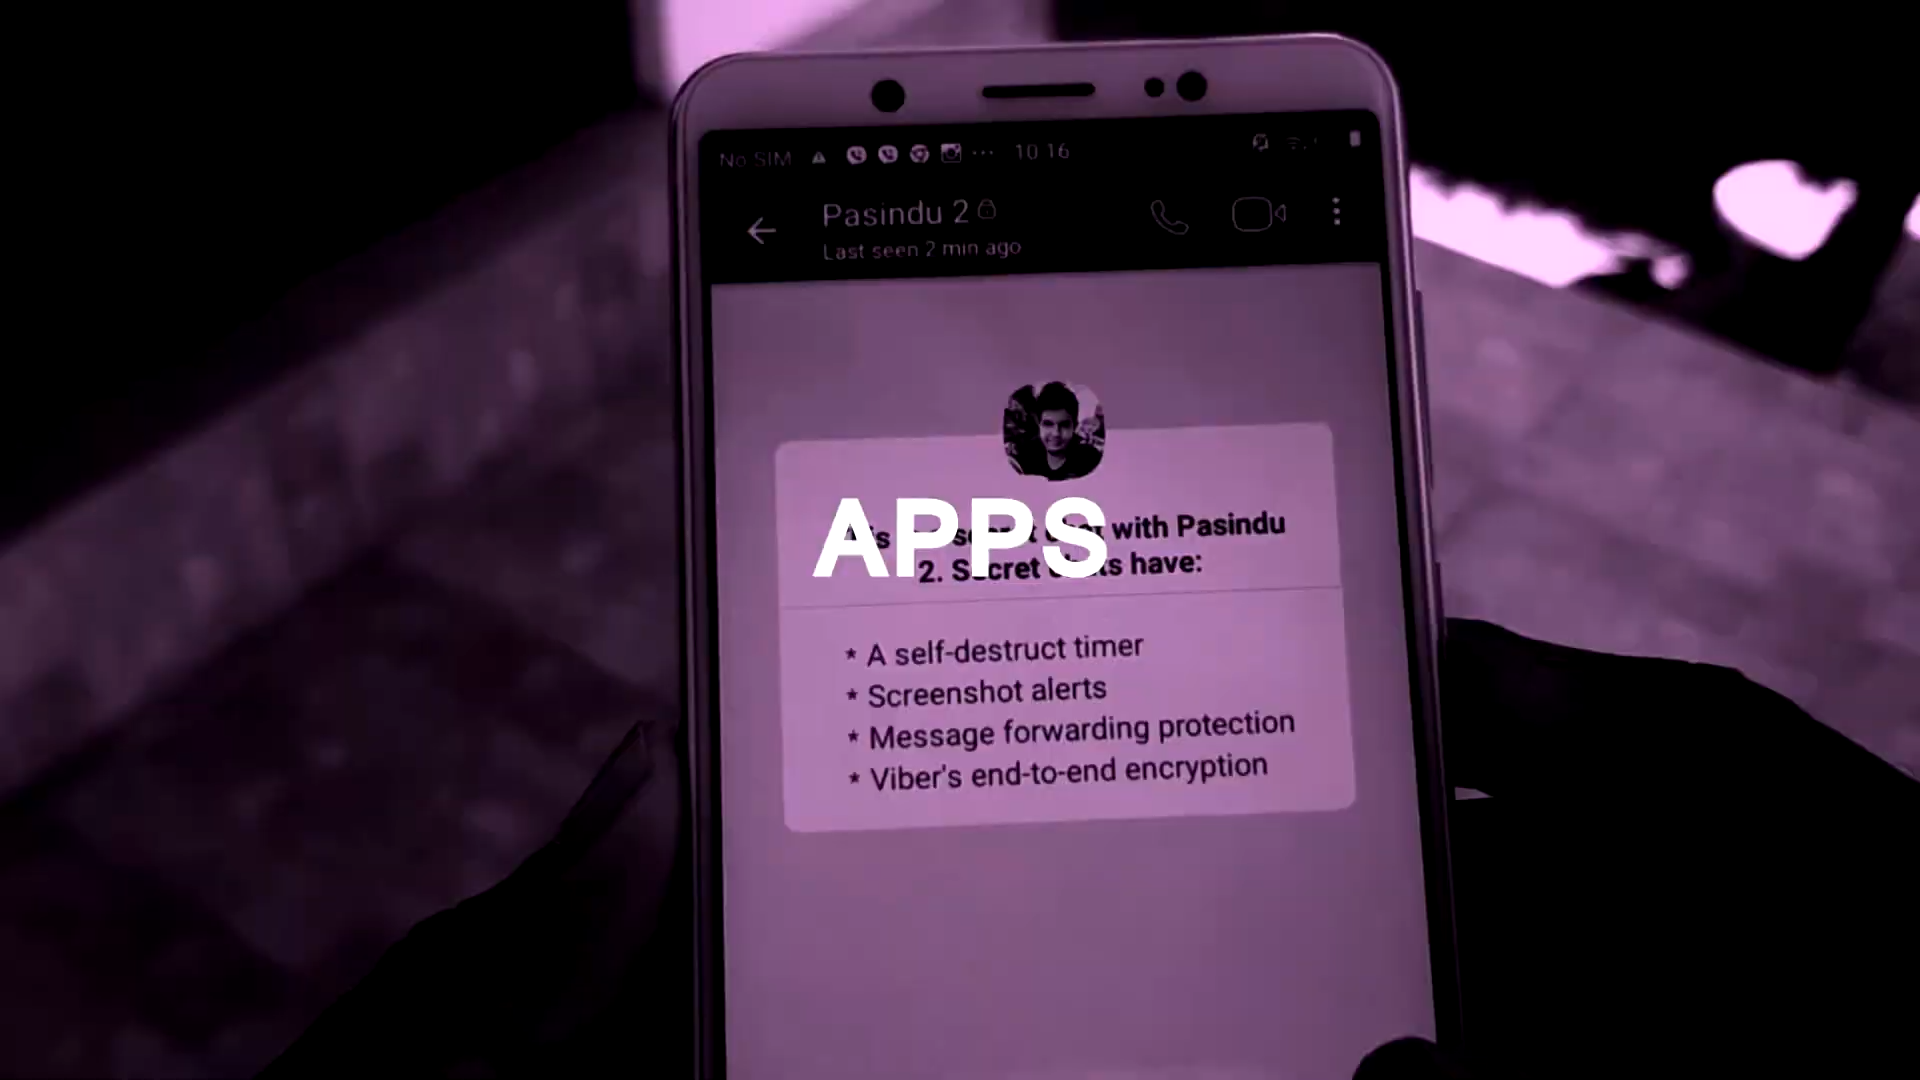 No SIM 10 16
Pasindu 2
Last seen 2 min ago
APPS
with Pasindu
2. Secret have:
* A self-destruct timer
* Screenshot alerts
* Message forwarding protection
* Viber's end-to-end encryption